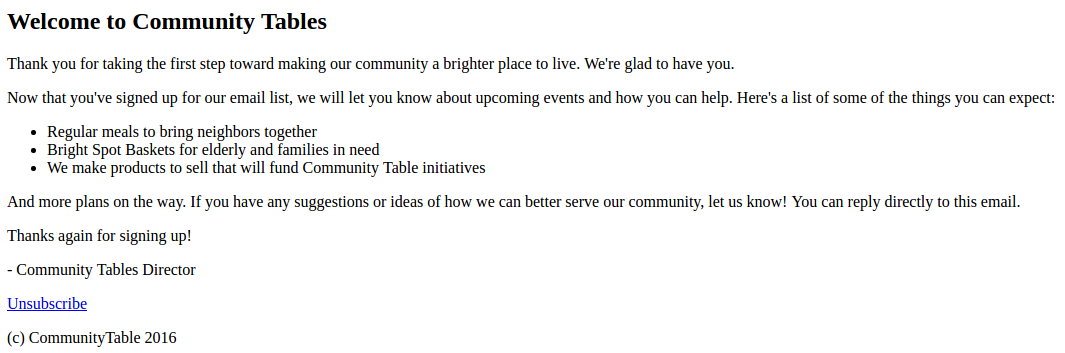 Welcome to Community Tables
Thank you for taking the first step toward making our community a brighter place to live. We're glad to have you.
Now that you've signed up for our email list, we will let you know about upcoming events and how you can help. Here's a list of some of the things you can expect:
• Regular meals to bring neighbors together
• Bright Spot Baskets for elderly and families in need
• We make products to sell that will fund Community Table initiatives
And more plans on the way. If you have any suggestions or ideas of how we can better serve our community, let us know! You can reply directly to this email.
Thanks again for signing up!
- Community Tables Director
Unsubscribe
(c) CommunityTable 2016